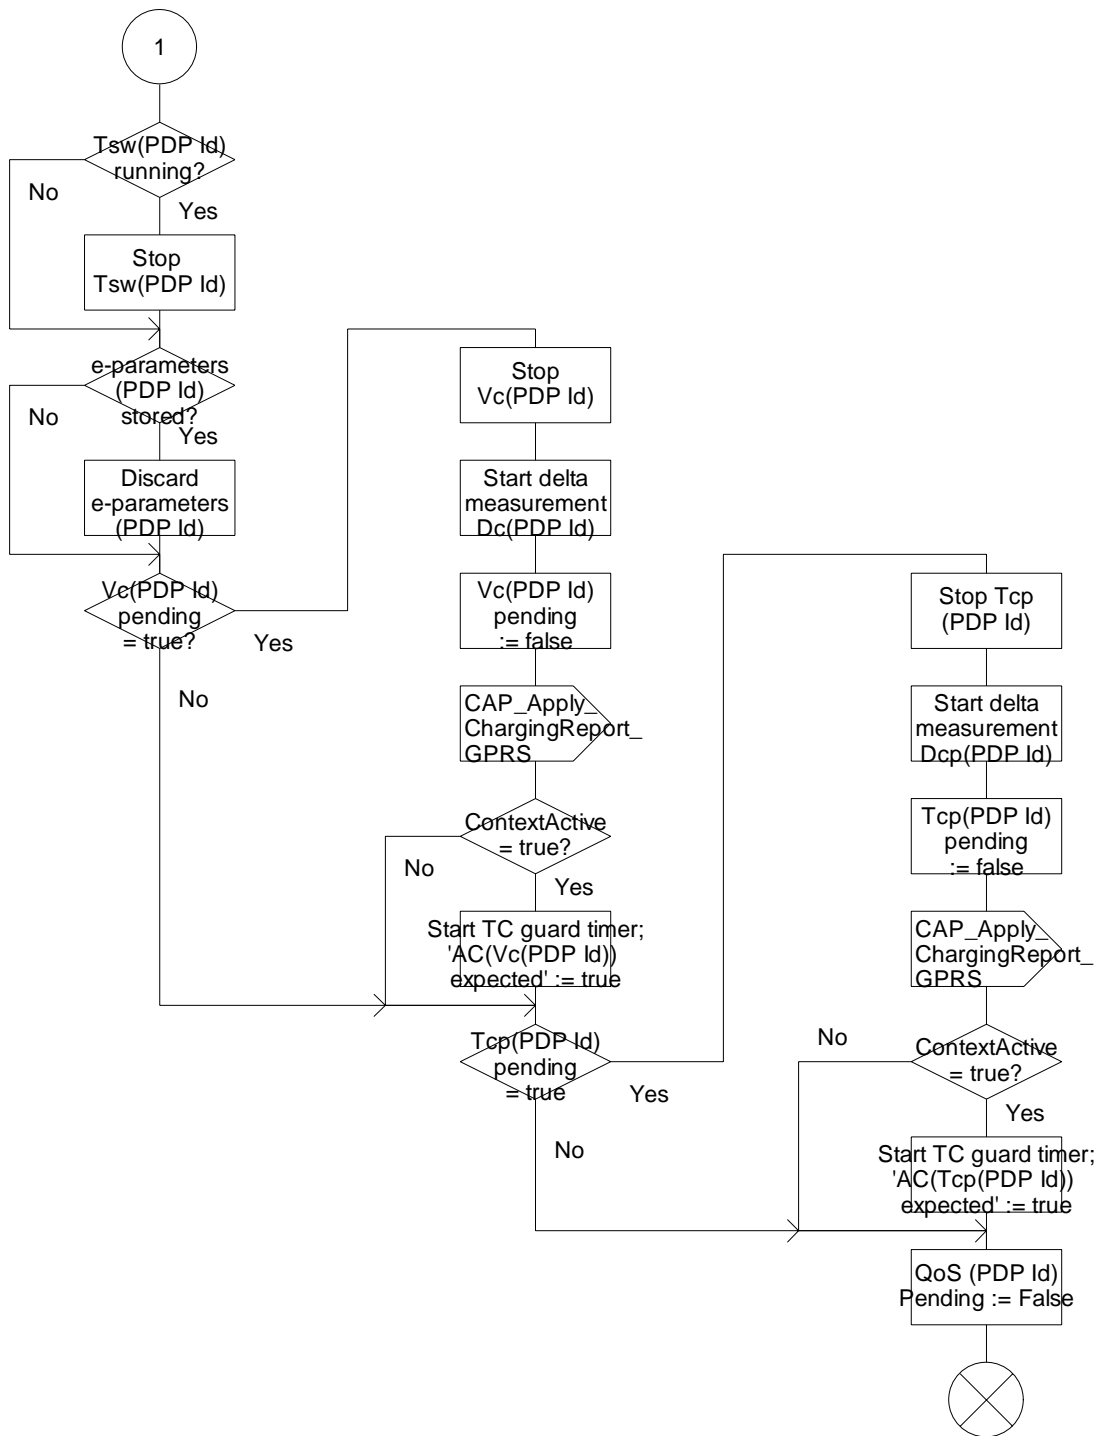 1
Tsw(PDP Id)
running?
No
Yes
Stop
Tsw(PDP Id)
e-parameters
(PDP Id)
stored?
No
Yes
Discard
e-parameters
(PDP Id)
Vc(PDP Id)
pending
= true?
Yes
No
Stop
Vc(PDP Id)
Start delta
measurement
Dc(PDP Id)
Vc(PDP Id)
pending
:= false
CAP_Apply_
ChargingReport_
GPRS
ContextActive
= true?
No
Yes
Start TC guard timer;
'AC(Vc(PDP Id))
expected' := true
Tcp(PDP Id)
pending
= true
Yes
No
Stop Tcp
(PDP Id)
Start delta
measurement
Dcp(PDP Id)
Tcp(PDP Id)
pending
:= false
CAP_Apply_
ChargingReport_
GPRS
ContextActive
= true?
No
Yes
Start TC guard timer;
'AC(Tcp(PDP Id))
expected' := true
QoS (PDP Id)
Pending := False